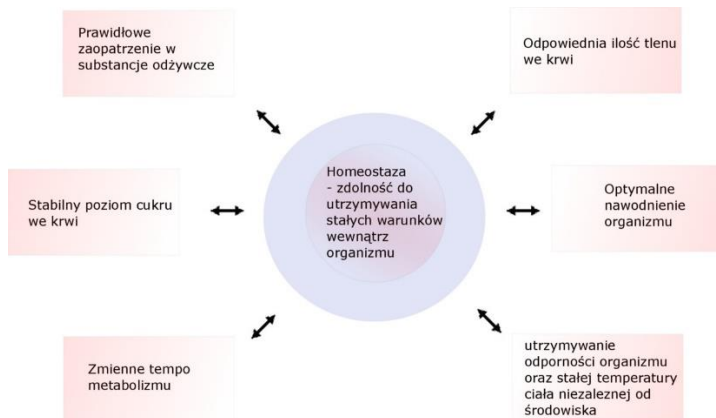 Prawidłowe
zaopatrzenie w
substancje odżywcze
Odpowiednia ilość tlenu
we krwi
Homeostaza
- zdolność do
utrzymywania
stałych warunków
wewnątrz
organizmu
Stabilny poziom cukru
we krwi
Optymalne
nawodnienie
organizmu
Zmienne tempo
metabolizmu
utrzymywanie
odporności organizmu
oraz stałej temperatury
ciała niezaleznej od
środowiska